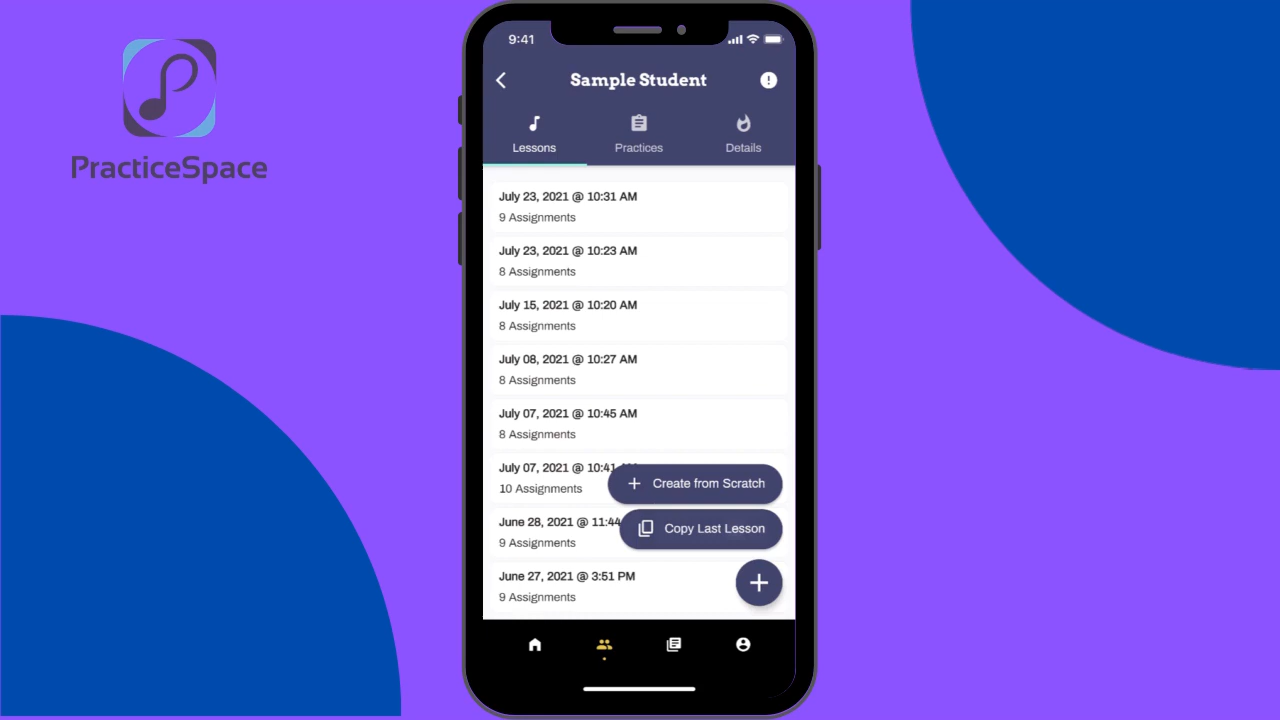 PracticeSpace
9:41
Sample Student
Lessons
Practices
Details
July 23, 2021 @ 10:31 AM
9 Assignments
July 23, 2021 @ 10:23 AM
8 Assignments
July 15, 2021 @ 10:20 AM
8 Assignments
July 08, 2021 @ 10:27 AM
8 Assignments
July 07, 2021 @ 10:45 AM
8 Assignments
July 07, 2021 @ 10:41
10 Assignments
Create from Scratch
June 28, 2021 @ 11:44
9 Assignments
Copy Last Lesson
June 27, 2021 @ 3:51 PM
9 Assignments